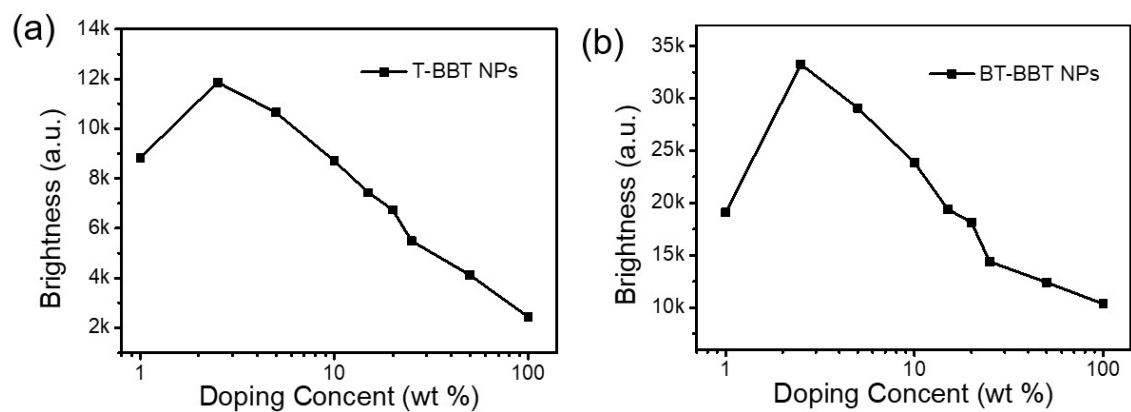 (a)
14k
12k
10k
8k
6k
4k
2k
Brightness (a.u.)
T-BBT NPs
1
10
100
Doping Concent (wt %)
(b)
35k
30k
25k
20k
15k
10k
Brightness (a.u.)
BT-BBT NPs
1
10
100
Doping Concent (wt %)